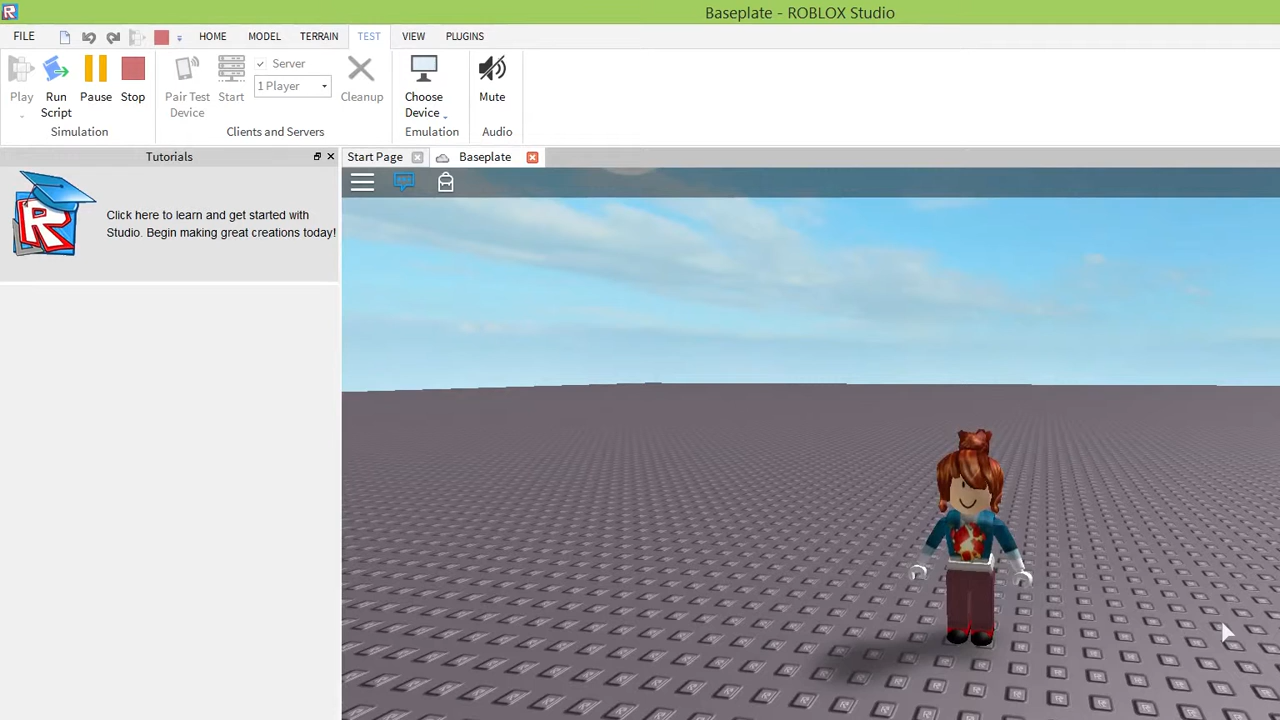 Baseplate - ROBLOX Studio
FILE HOME MODEL TERRAIN TEST VIEW PLUGINS
Server
1 Player
Play Run Script Pause Stop Pair Test Device Start Cleanup Choose Device Mute
Simulation Clients and Servers Emulation Audio
Tutorials Start Page Baseplate
Click here to learn and get started with
Studio. Begin making great creations today!